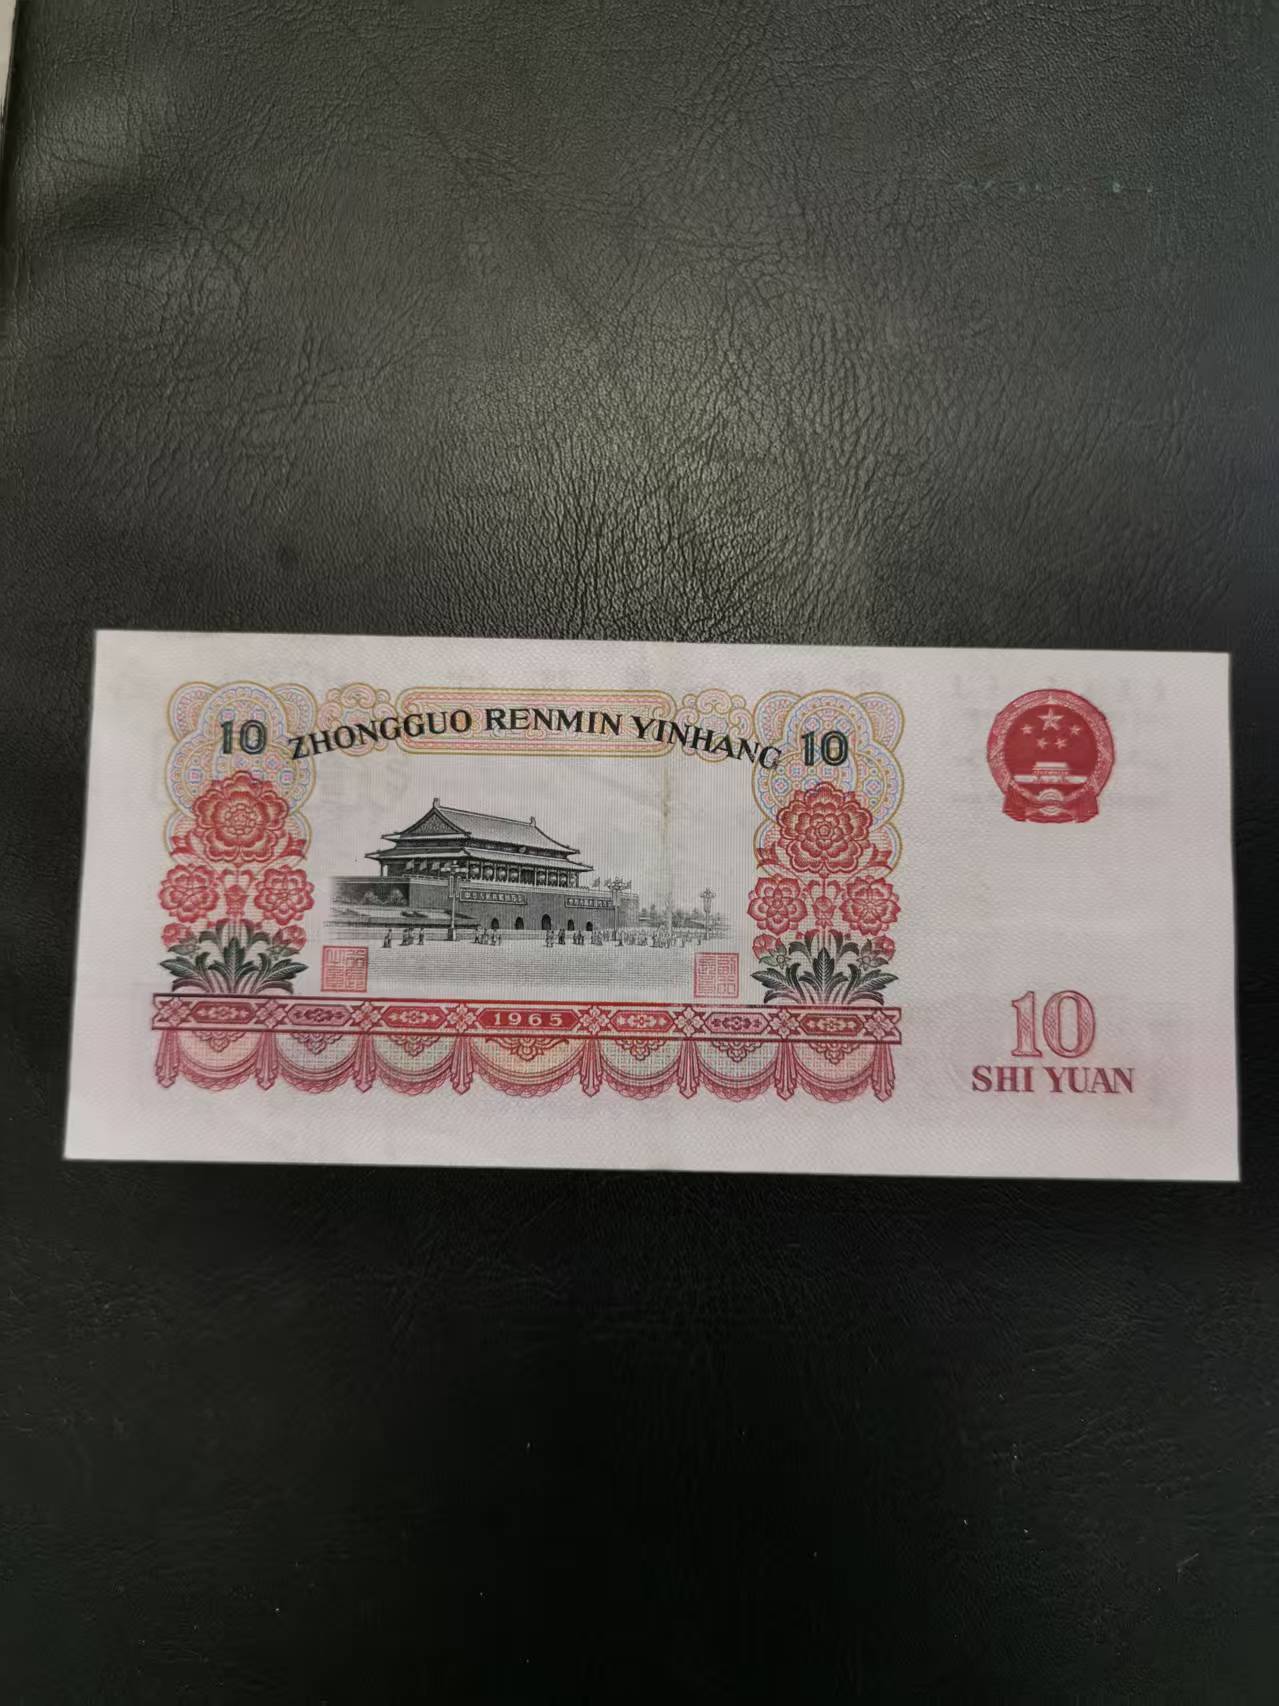 10 ZHONGGUO RENMIN YINHANG 10
1965
10
SHI YUAN